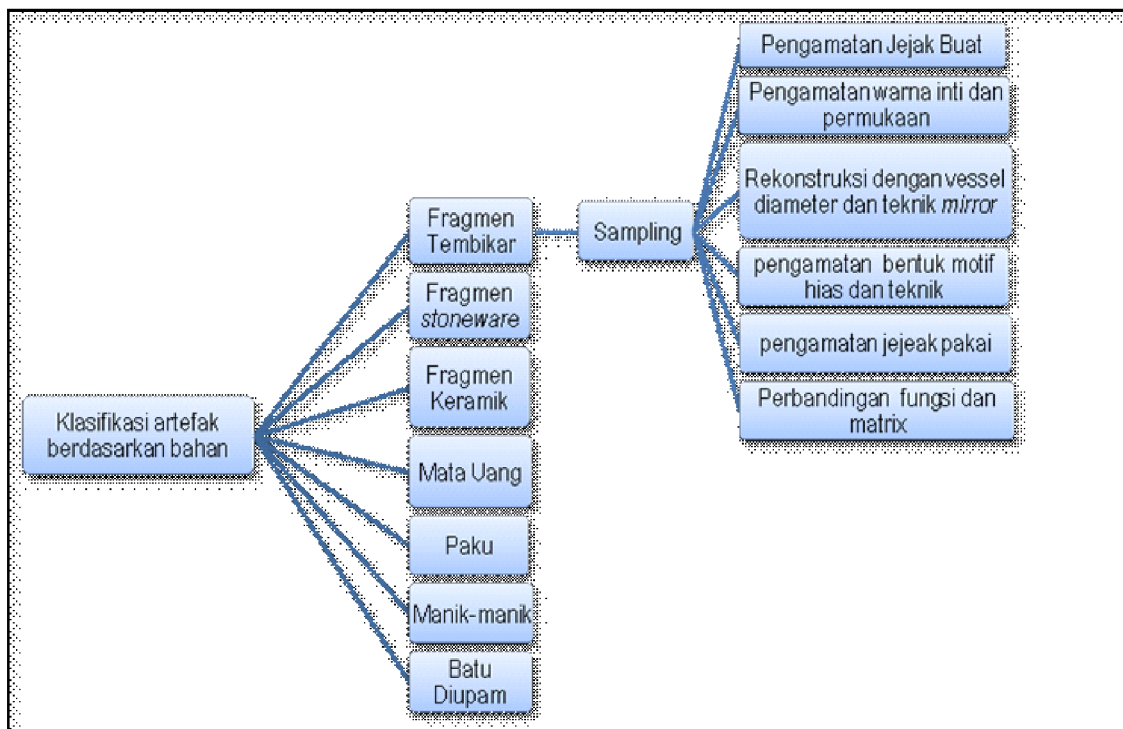 Klasifikasi artefak
berdasarkan bahan
Fragmen
Tembikar
Fragmen
stoneware
Fragmen
Keramik
Mata Uang
Paku
Manik-manik
Batu
Diupam
Sampling
Pengamatan Jejak Buat
Pengamatan warna inti dan
permukaan
Rekonstruksi dengan vessel
diameter dan teknik mirror
pengamatan bentuk motif
hias dan teknik
pengamatan jejeak pakai
Perbandingan fungsi dan
matrix